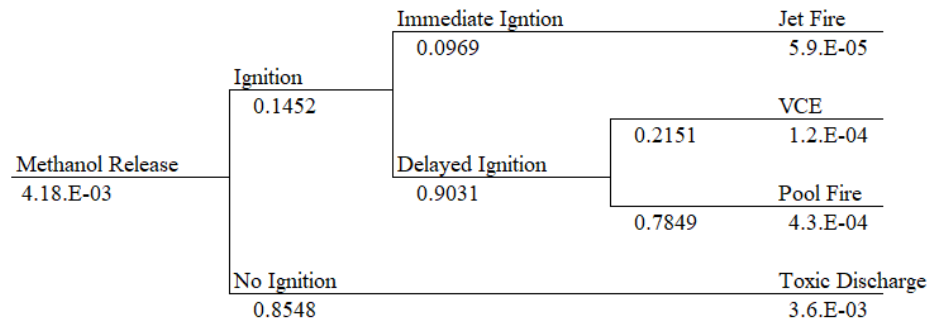 Immediate Igntion Jet Fire
0.0969 5.9.E-05
Ignition
0.1452 VCE
0.2151 1.2.E-04
Methanol Release Delayed Ignition
4.18.E-03 0.9031 Pool Fire
0.7849 4.3.E-04
No Ignition Toxic Discharge
0.8548 3.6.E-03